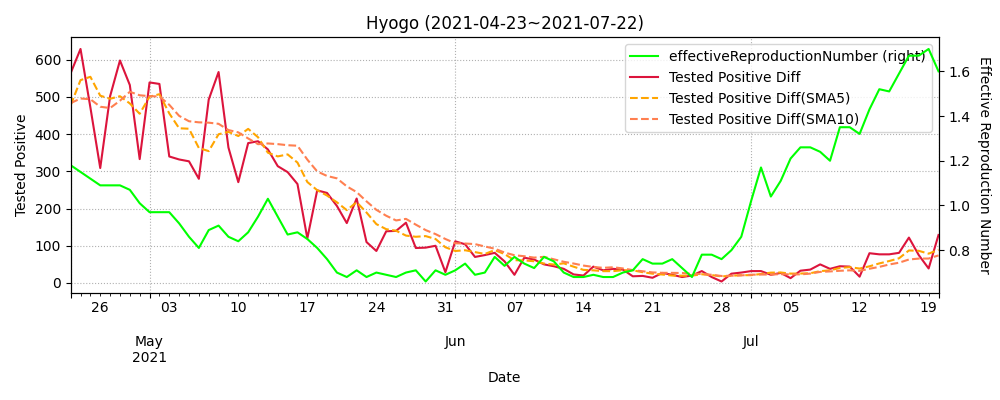 Hyogo (2021-04-23~2021-07-22)
effectiveReproductionNumber (right)
Tested Positive Diff
Tested Positive Diff(SMA5)
Tested Positive Diff(SMA10)
Tested Positive
600
500
400
300
200
100
0
1.6
1.4
1.2
1.0
0.8
Effective Reproduction Number
26 03 10 17 24 31 07 14 21 28 05 12 19
May Jun Jul
2021
Date